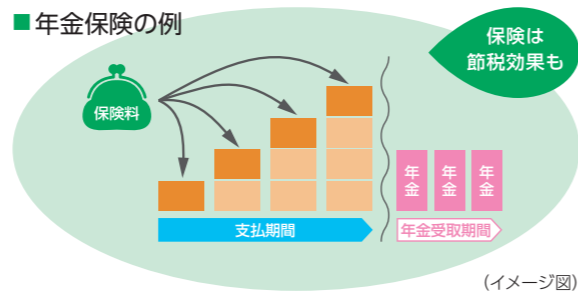 ■年金保険の例
保険は
節税効果も
保険料
年金
年金
年金
支払期間
年金受取期間
(イメージ図)